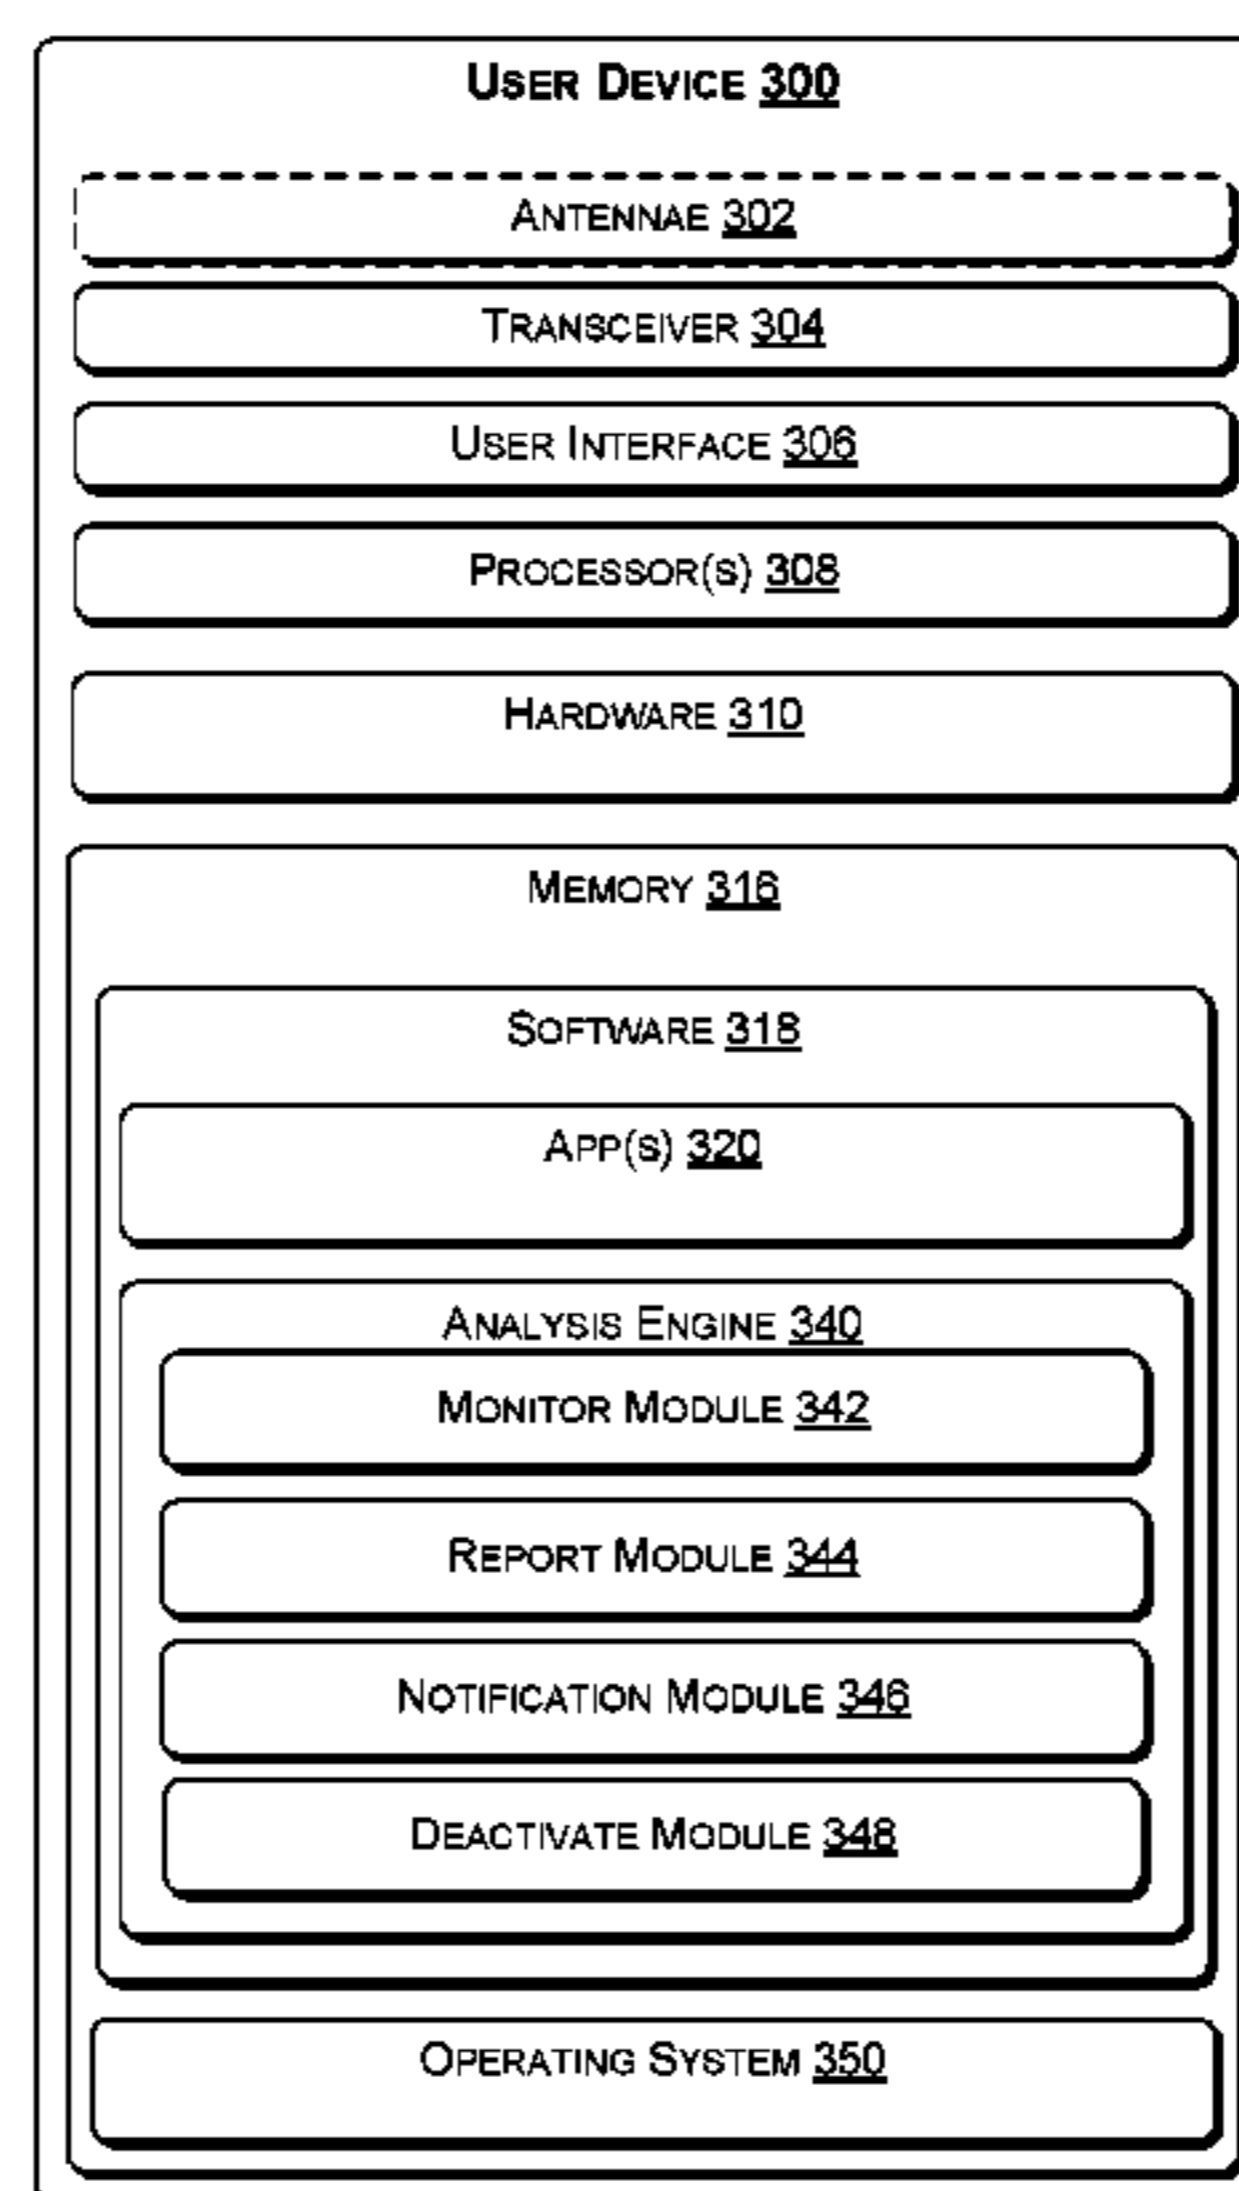 USER DEVICE 300
ANTENNAE 302
TRANSCEIVER 304
USER INTERFACE 306
PROCESSOR(S) 308
HARDWARE 310
MEMORY 316
SOFTWARE 318
APP(S) 320
ANALYSIS ENGINE 340
MONITOR MODULE 342
REPORT MODULE 344
NOTIFICATION MODULE 346
DEACTIVATE MODULE 348
OPERATING SYSTEM 350